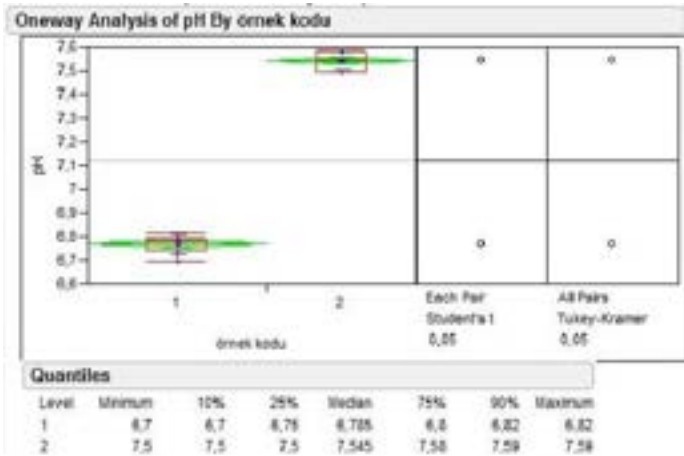 Oneway Analysis of pH By örnek kodu
7,6
7,5
7,4
7,3
7,2
7,1
7
6,9
6,8
6,7
6,6
pH
1
2
örnek kodu
Each Pair
Student's t
0,05
All Pairs
Tukey-Kramer
0,05
Quantiles
Level Minimum 10% 25% Median 75% 90% Maximum
1 6,7 6,7 6,75 6,785 6,8 6,82 6,82
2 7,5 7,5 7,5 7,545 7,58 7,59 7,59